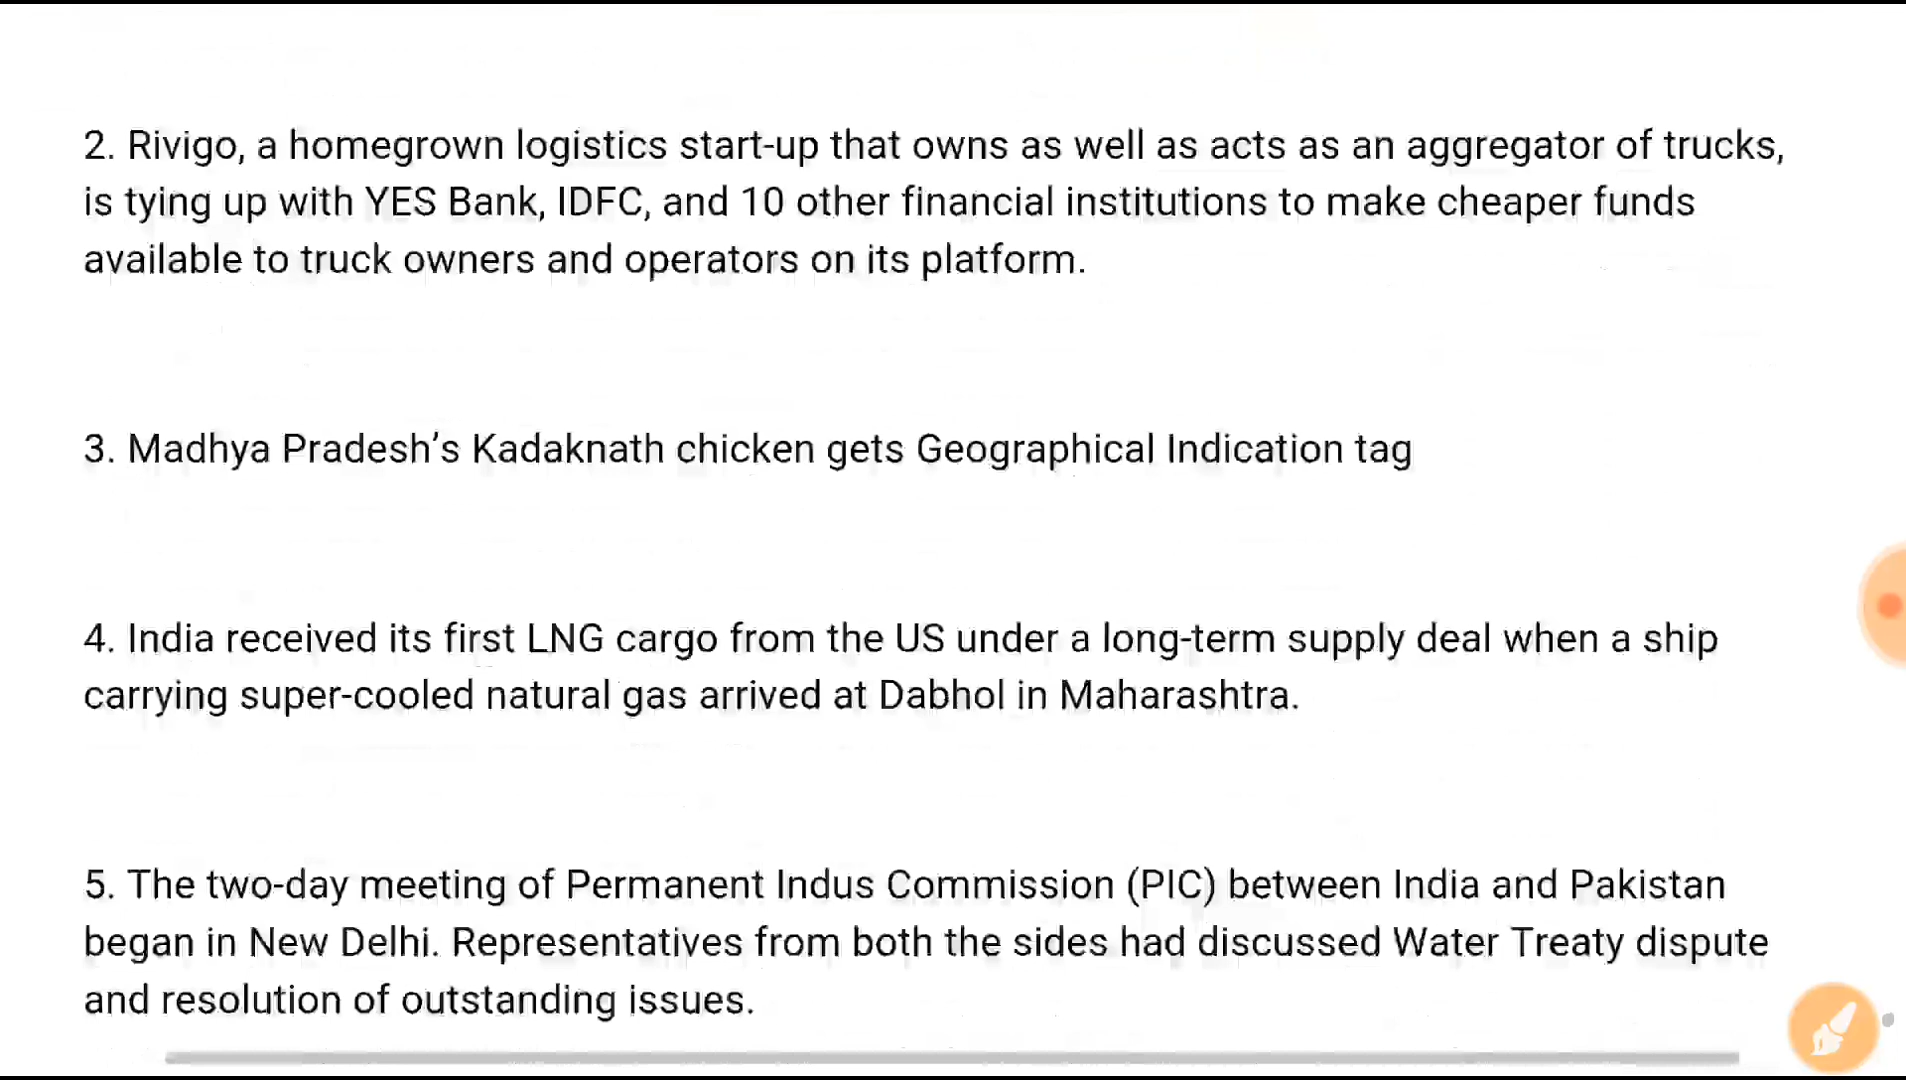 2. Rivigo, a homegrown logistics start-up that owns as well as acts as an aggregator of trucks,
is tying up with YES Bank, IDFC, and 10 other financial institutions to make cheaper funds
available to truck owners and operators on its platform.
3. Madhya Pradesh’s Kadaknath chicken gets Geographical Indication tag
4. India received its first LNG cargo from the US under a long-term supply deal when a ship
carrying super-cooled natural gas arrived at Dabhol in Maharashtra.
5. The two-day meeting of Permanent Indus Commission (PIC) between India and Pakistan
began in New Delhi. Representatives from both the sides had discussed Water Treaty dispute
and resolution of outstanding issues.